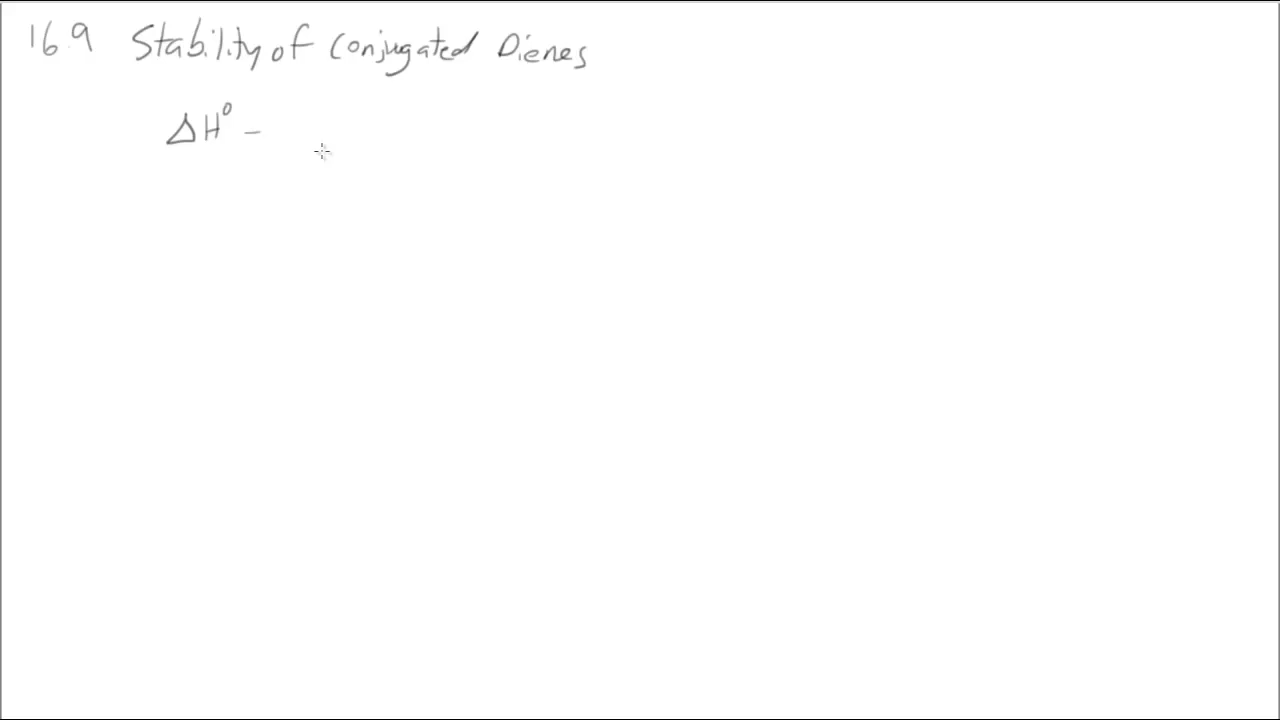 16.9 Stability of Conjugated Dienes
ΔH° –